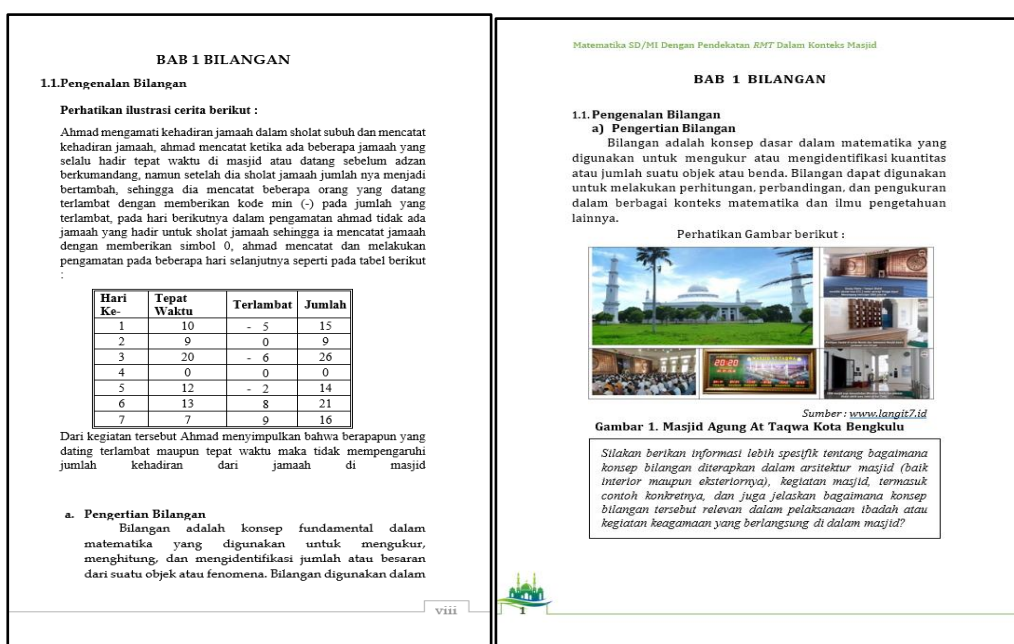 BAB 1 BILANGAN
1.1.Pengenalan Bilangan
Perhatikan ilustrasi cerita berikut :
Ahmad mengamati kehadiran jamaah dalam sholat subuh dan mencatat
kehadiran jamaah, ahmad mencatat ketika ada beberapa jamaah yang
selalu hadir tepat waktu di masjid atau datang sebelum adzan
berkumandang, namun setelah dia sholat jamaah jumlah nya menjadi
bertambah, sehingga dia mencatat beberapa orang yang datang
terlambat dengan memberikan kode min (-) pada jumlah yang
terlambat, pada hari berikutnya dalam pengamatan ahmad tidak ada
jamaah yang hadir untuk sholat jamaah sehingga ia mencatat jamaah
dengan memberikan simbol 0, ahmad mencatat dan melakukan
pengamatan pada beberapa hari selanjutnya seperti pada tabel berikut
:
Hari Ke- Tepat Waktu Terlambat Jumlah
1 10 - 5 15
2 9 0 9
3 20 - 6 26
4 0 0 0
5 12 - 2 14
6 13 8 21
7 7 9 16
Dari kegiatan tersebut Ahmad menyimpulkan bahwa berapapun yang
dating terlambat maupun tepat waktu maka tidak mempengaruhi
jumlah kehadiran dari jamaah di masjid
a. Pengertian Bilangan
Bilangan adalah konsep fundamental dalam
matematika yang digunakan untuk mengukur,
menghitung, dan mengidentifikasi jumlah atau besaran
dari suatu objek atau fenomena. Bilangan digunakan dalam
viii
Matematika SD/MI Dengan Pendekatan RMT Dalam Konteks Masjid
BAB 1 BILANGAN
1.1. Pengenalan Bilangan
a) Pengertian Bilangan
Bilangan adalah konsep dasar dalam matematika yang
digunakan untuk mengukur atau mengidentifikasi kuantitas
atau jumlah suatu objek atau benda. Bilangan dapat digunakan
untuk melakukan perhitungan. perbandingan, dan pengukuran
dalam berbagai konteks matematika dan ilmu pengetahuan
lainnya.
Perhatikan Gambar berikut :
20:20
Sumber : www.langit7.id
Gambar 1. Masjid Agung At Taqwa Kota Bengkulu
Silakan berikan informasi lebih spesifik tentang bagaimana
konsep bilangan diterapkan dalam arsitektur masjid (baik
interior maupun eksteriornya), kegiatan masjid, termasuk
contoh konkretnya, dan juga jelaskan bagaimana konsep
bilangan tersebut relevan dalam pelaksanaan ibadah atau
kegiatan keagamaan yang berlangsung di dalam masjid?
1